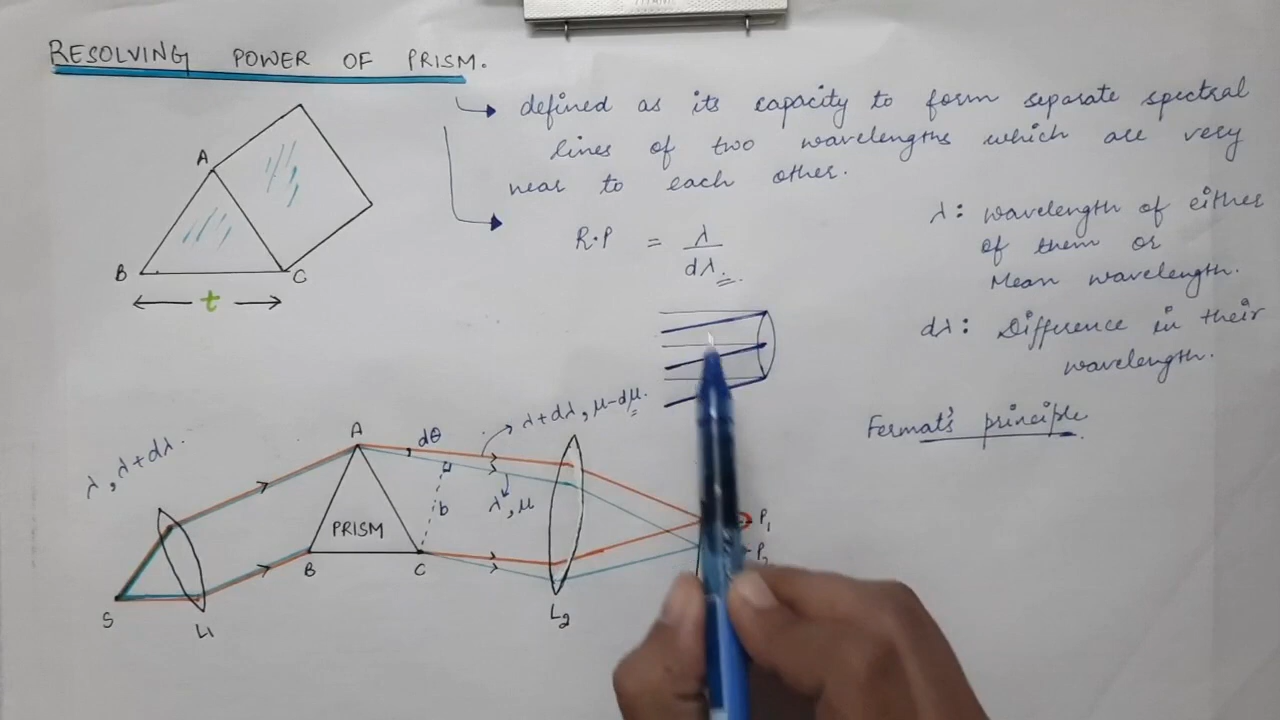 RESOLVING POWER OF PRISM.
defined as its capacity to form separate spectral
lines of two wavelengths which are very
near to each other.
R.P = λ
dλ
λ: wavelength of either
of them or
Mean wavelength.
dλ: Difference in their
wavelength.
Fermat's principle
A
B
C
t
λ, λ+dλ.
A
dθ
λ+dλ, μ-dμ.
b
λ, μ
PRISM
B
C
S
L1
L2
P1